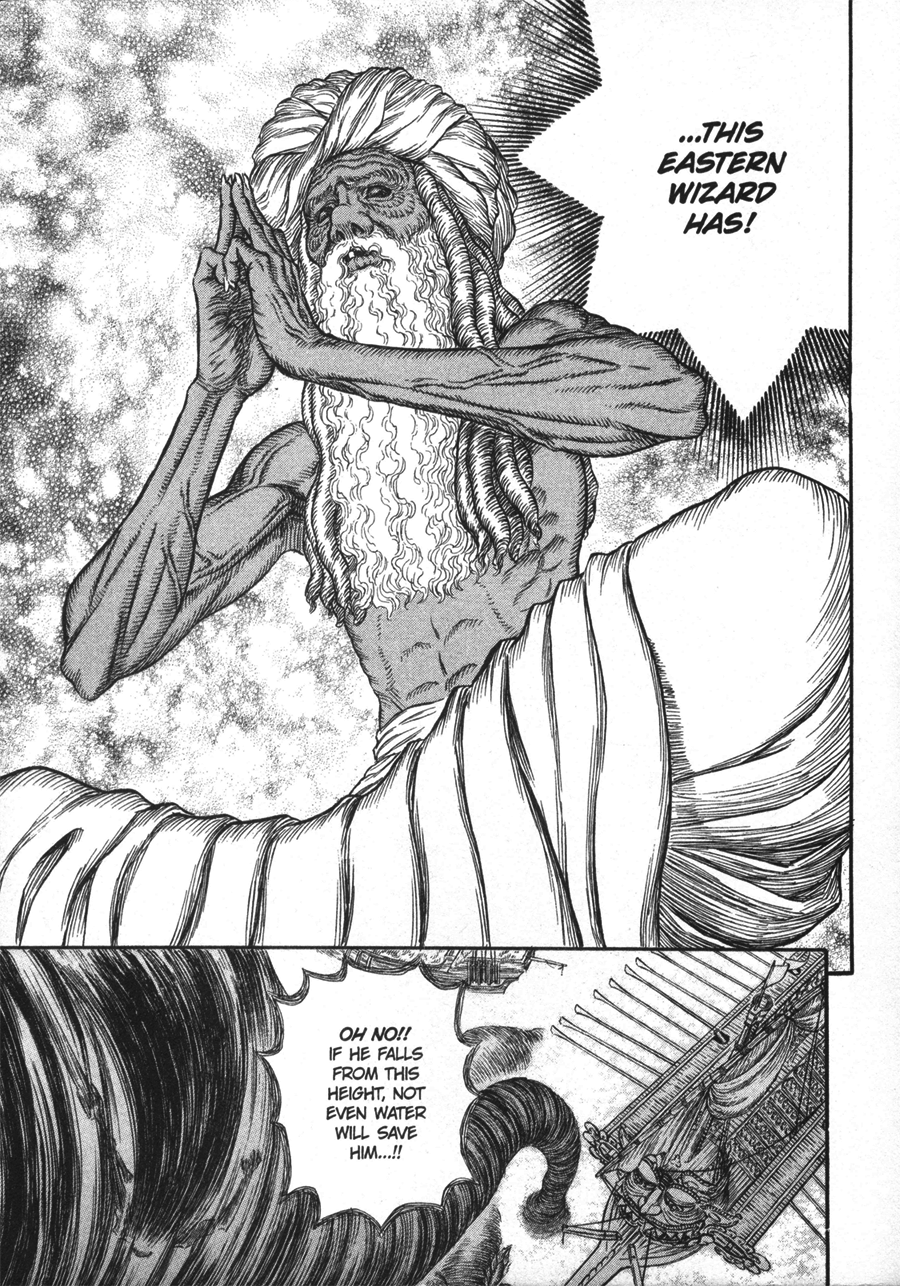 ...THIS
EASTERN
WIZARD
HAS!
OH NO!!
IF HE FALLS
FROM THIS
HEIGHT, NOT
EVEN WATER
WILL SAVE
HIM...!!